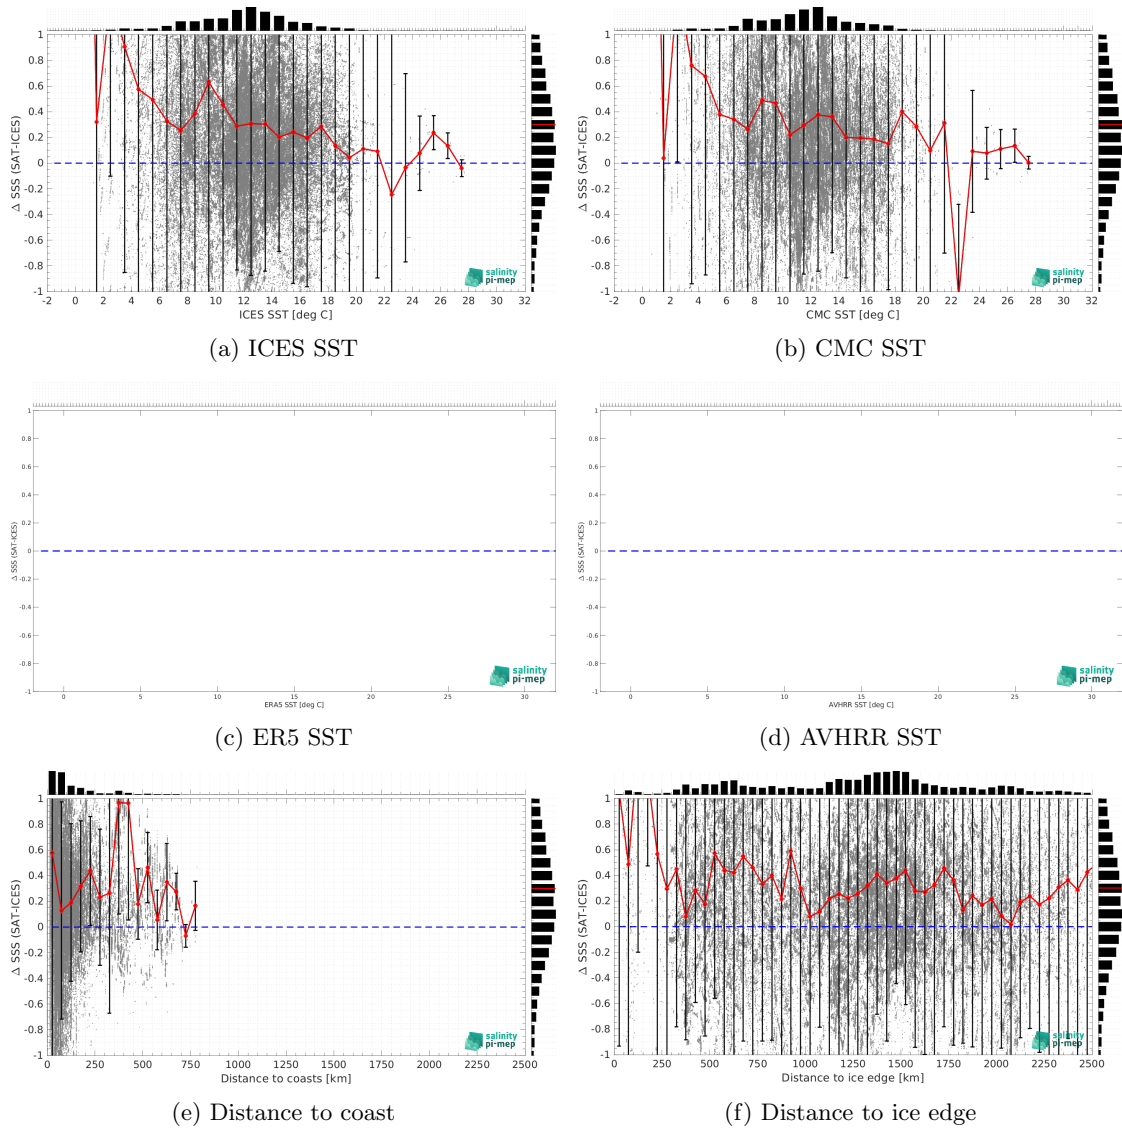 1
0.8
0.6
0.4
0.2
0
-0.2
-0.4
-0.6
-0.8
-1
Δ SSS (SAT-ICES)
-2 0 2 4 6 8 10 12 14 16 18 20 22 24 26 28 30 32
ICES SST [deg C]
salinity
pi-mep
(a) ICES SST
1
0.8
0.6
0.4
0.2
0
-0.2
-0.4
-0.6
-0.8
-1
Δ SSS (SAT-ICES)
-2 0 2 4 6 8 10 12 14 16 18 20 22 24 26 28 30 32
CMC SST [deg C]
salinity
pi-mep
(b) CMC SST
1
0.8
0.6
0.4
0.2
0
-0.2
-0.4
-0.6
-0.8
-1
Δ SSS (SAT-ICES)
0 5 10 15 20 25 30
ERA5 SST [deg C]
salinity
pi-mep
(c) ER5 SST
1
0.8
0.6
0.4
0.2
0
-0.2
-0.4
-0.6
-0.8
-1
Δ SSS (SAT-ICES)
0 5 10 15 20 25 30
AVHRR SST [deg C]
salinity
pi-mep
(d) AVHRR SST
1
0.8
0.6
0.4
0.2
0
-0.2
-0.4
-0.6
-0.8
-1
Δ SSS (SAT-ICES)
0 250 500 750 1000 1250 1500 1750 2000 2250 2500
Distance to coasts [km]
salinity
pi-mep
(e) Distance to coast
1
0.8
0.6
0.4
0.2
0
-0.2
-0.4
-0.6
-0.8
-1
Δ SSS (SAT-ICES)
0 250 500 750 1000 1250 1500 1750 2000 2250 2500
Distance to ice edge [km]
salinity
pi-mep
(f) Distance to ice edge